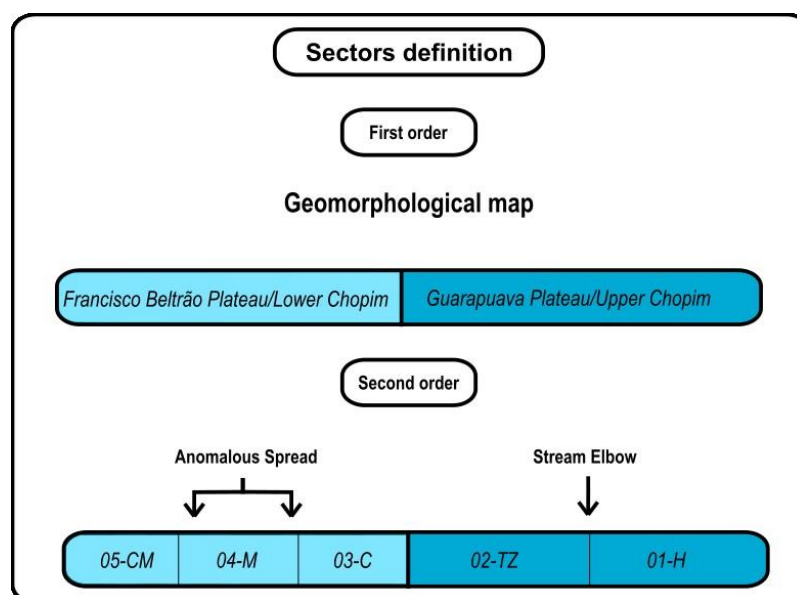 Sectors definition
First order
Geomorphological map
Francisco Beltrão Plateau/Lower Chopim
Guarapuava Plateau/Upper Chopim
Second order
Anomalous Spread
Stream Elbow
05-CM
04-M
03-C
02-TZ
01-H